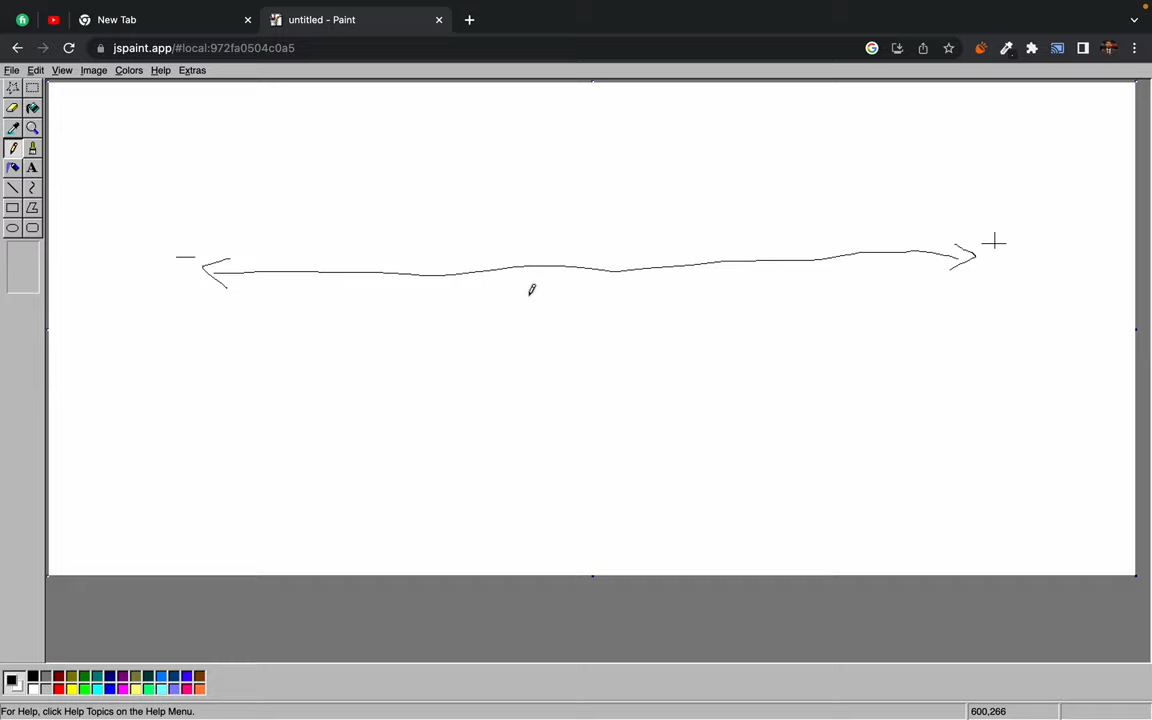 New Tab
untitled - Paint
jspaint.app/#local:972fa0504c0a5
File Edit View Image Colors Help Extras
A
− +
For Help, click Help Topics on the Help Menu.
600,266